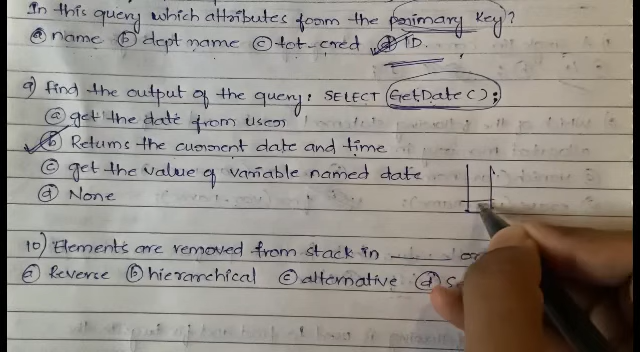 In this query which attributes form the primary key?
ⓐ name ⓑ dept name ⓒ tot-cred ⓓ ID.
9) Find the output of the query: SELECT GetDate();
ⓐ get the date from user
ⓑ Returns the current date and time
ⓒ get the value of variable named date
ⓓ None
10) Elements are removed from stack in
ⓐ Reverse ⓑ hierarchical ⓒ alternative ⓓ